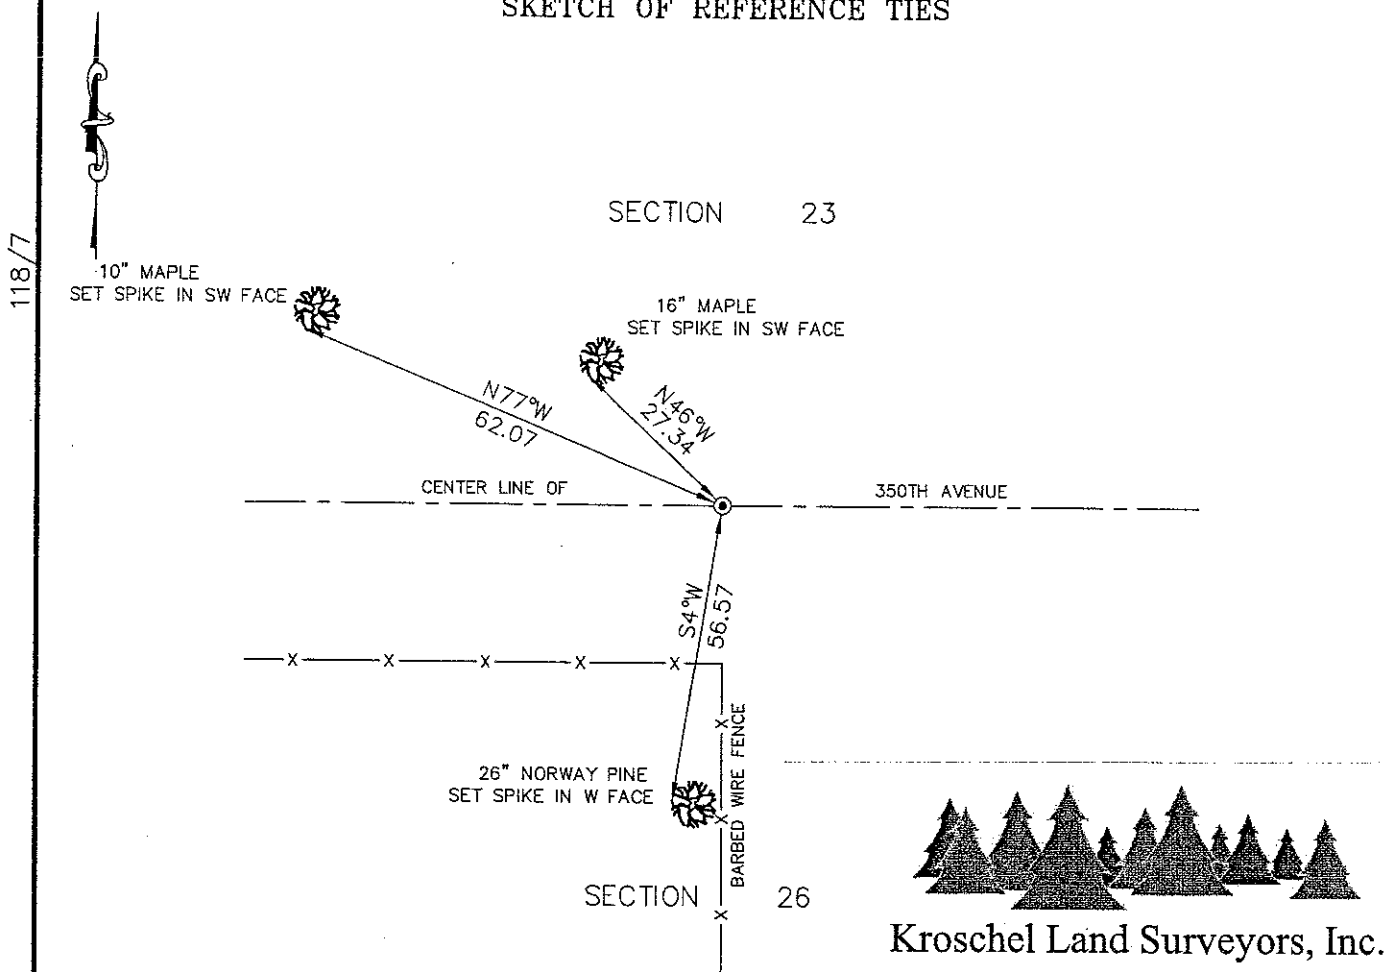 SKETCH OF REFERENCE TIES
118/7
SECTION 23
10" MAPLE
SET SPIKE IN SW FACE
16" MAPLE
SET SPIKE IN SW FACE
N77°W
62.07
N46°W
27.34
CENTER LINE OF 350TH AVENUE
S4°W
56.57
X X X X X
X
BARBED WIRE FENCE
26" NORWAY PINE
SET SPIKE IN W FACE
X
SECTION 26
X
Kroschel Land Surveyors, Inc.